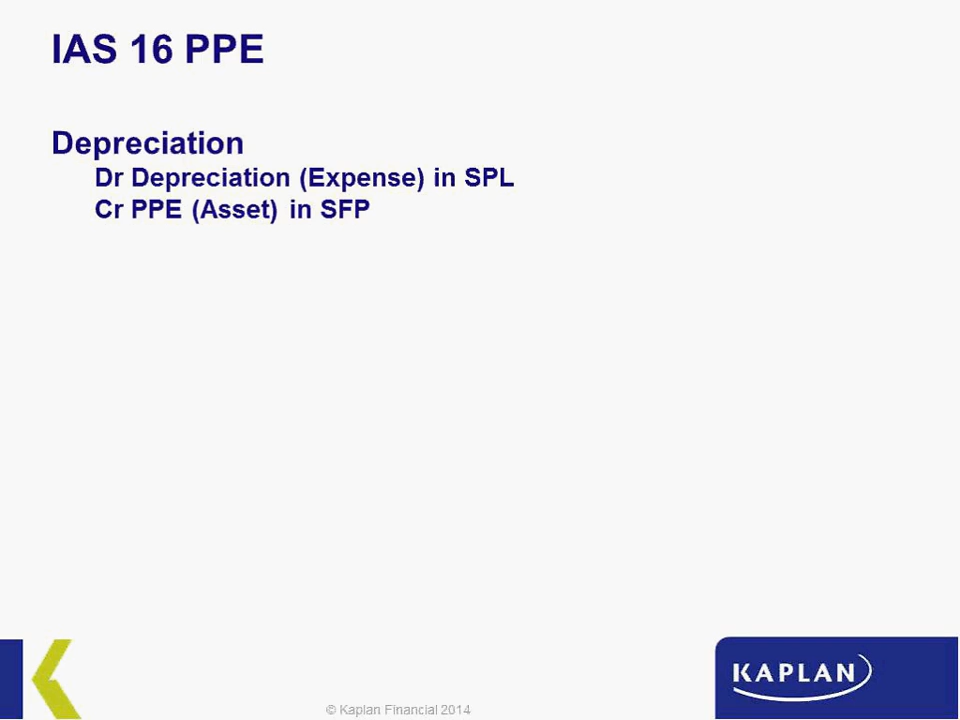 IAS 16 PPE
Depreciation
Dr Depreciation (Expense) in SPL
Cr PPE (Asset) in SFP
© Kaplan Financial 2014
KAPLAN